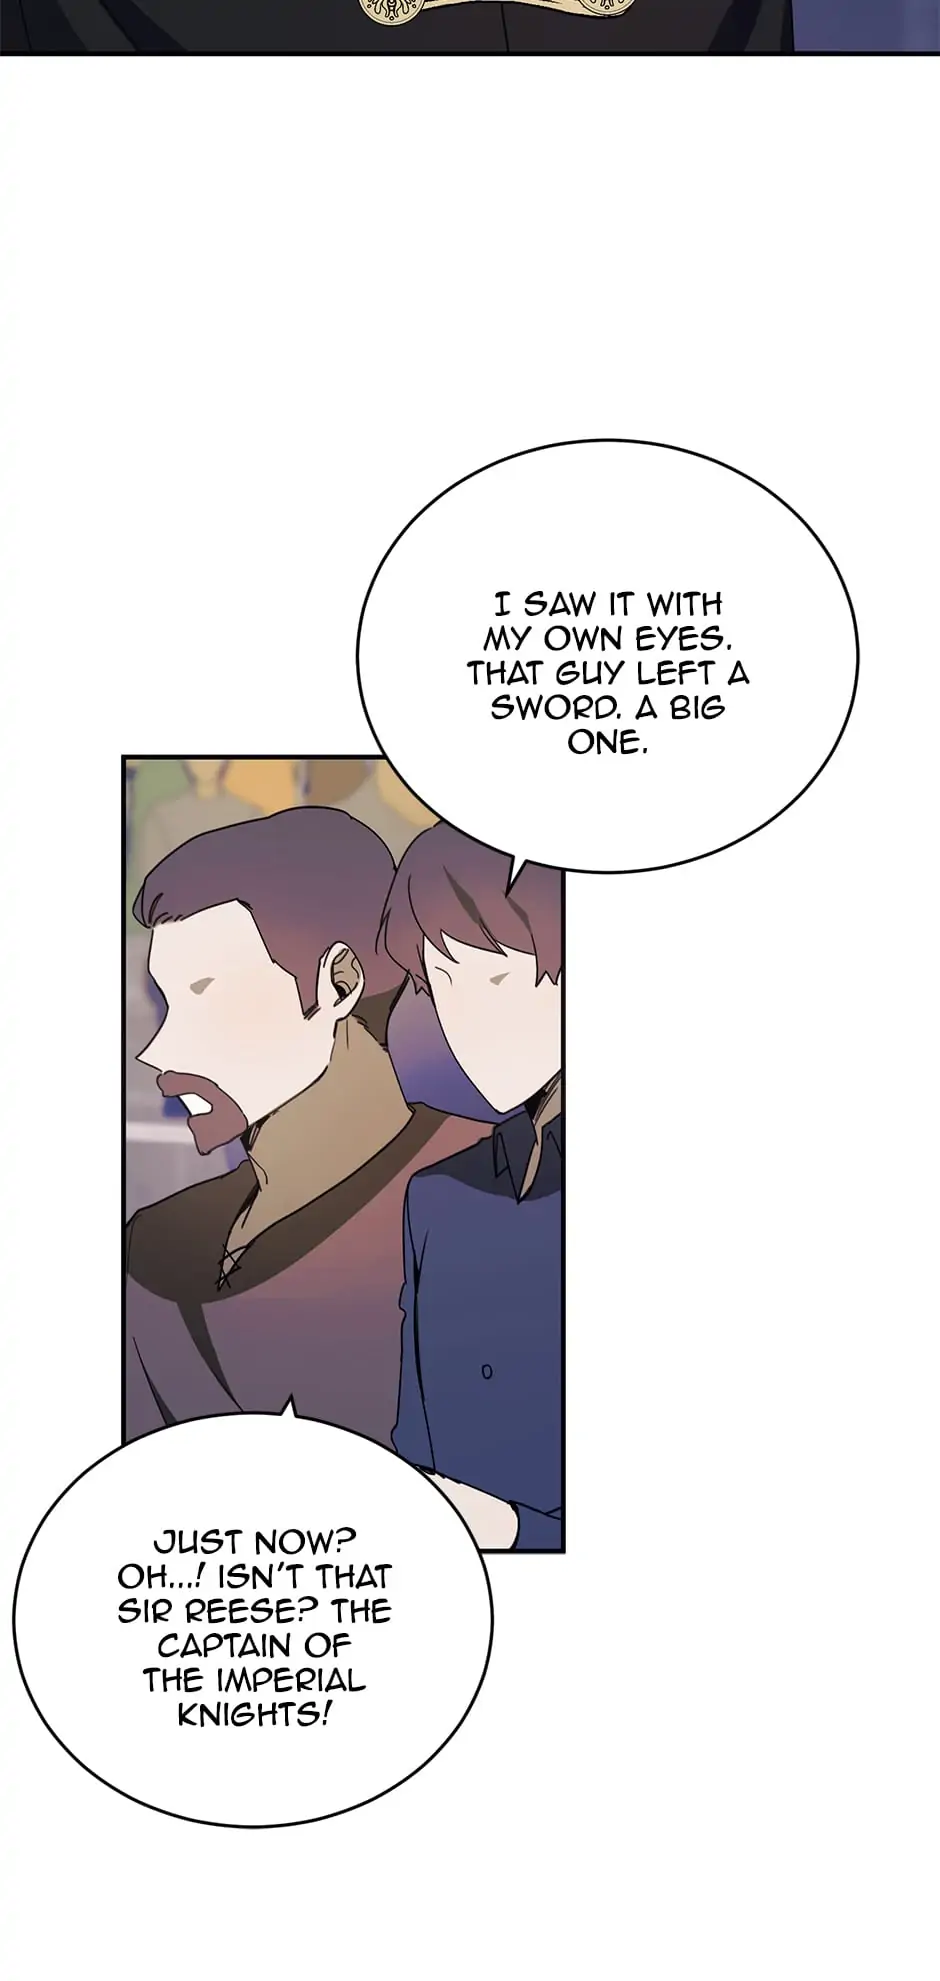 I SAW IT WITH
MY OWN EYES.
THAT GUY LEFT A
SWORD. A BIG
ONE.
JUST NOW?
OH...! ISN'T THAT
SIR REESE? THE
CAPTAIN OF
THE IMPERIAL
KNIGHTS!